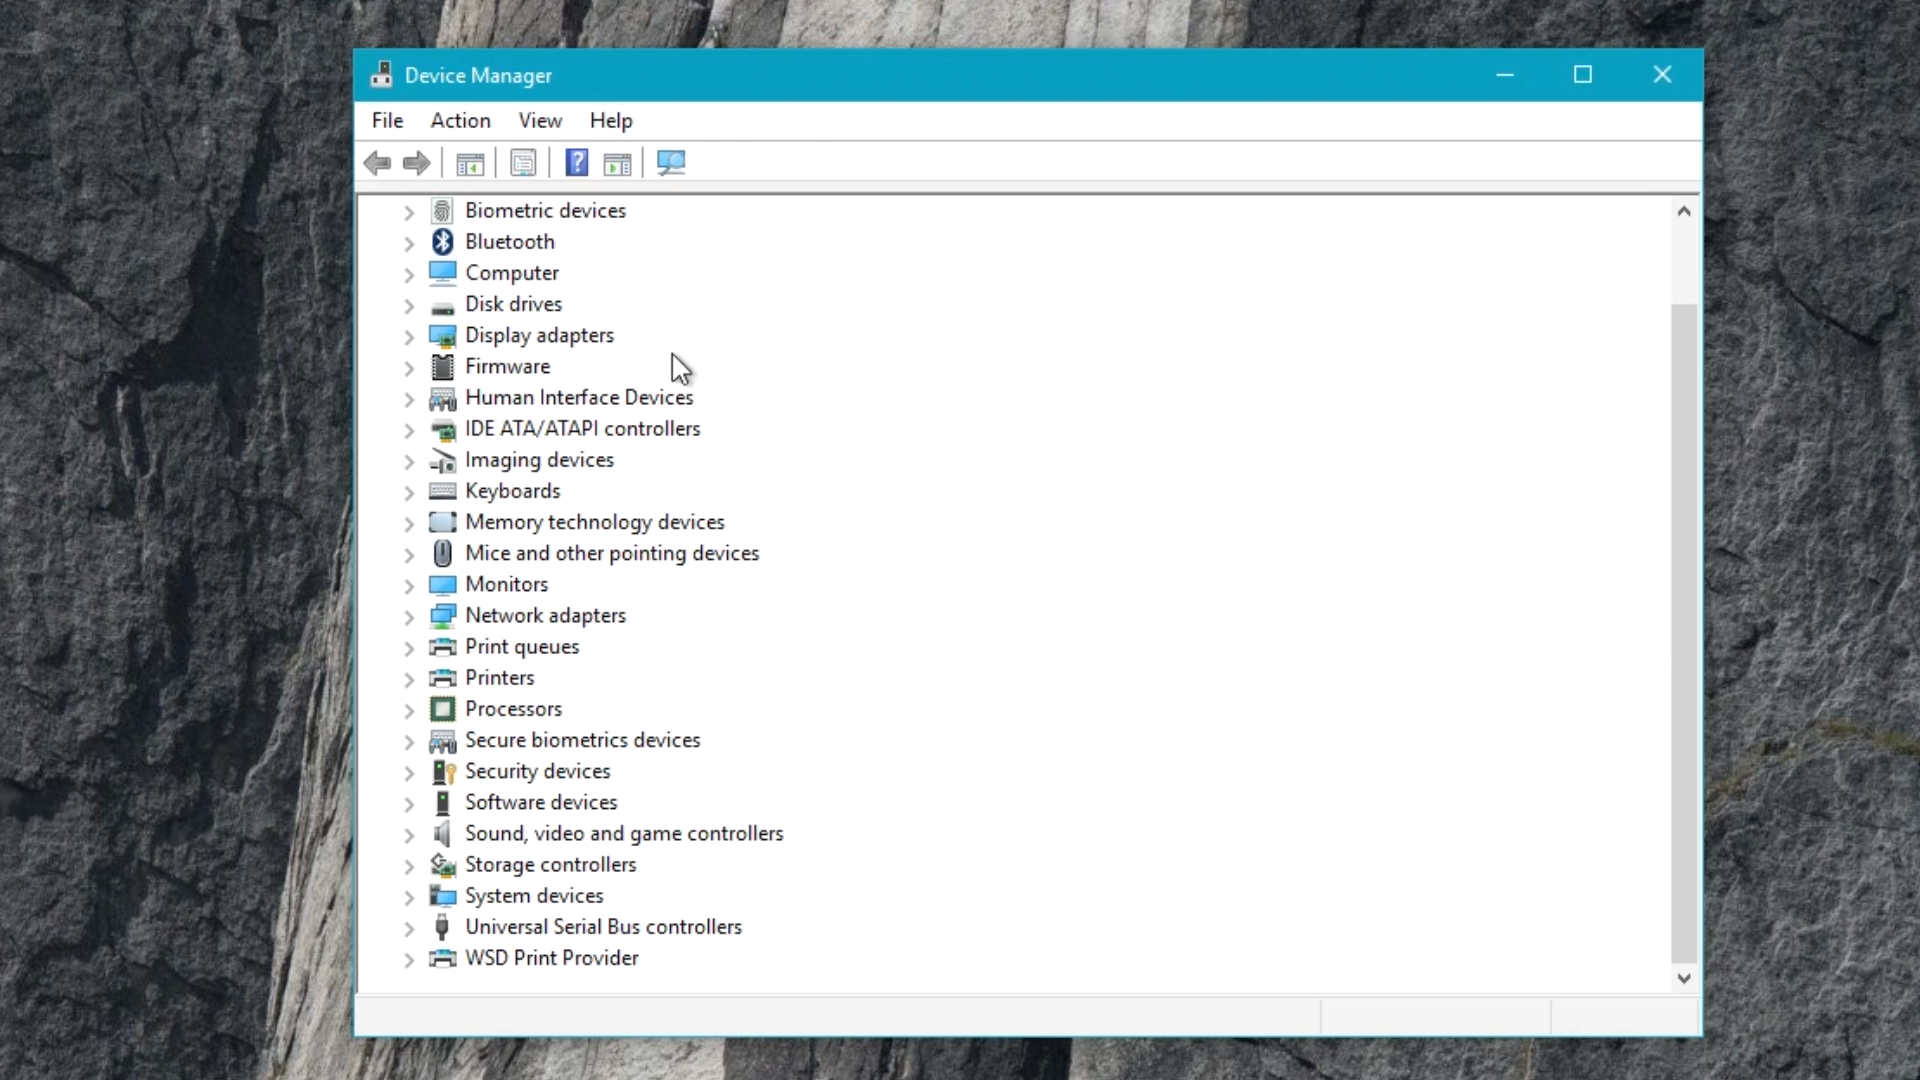 Device Manager
File Action View Help
?
Biometric devices
Bluetooth
Computer
Disk drives
Display adapters
Firmware
Human Interface Devices
IDE ATA/ATAPI controllers
Imaging devices
Keyboards
Memory technology devices
Mice and other pointing devices
Monitors
Network adapters
Print queues
Printers
Processors
Secure biometrics devices
Security devices
Software devices
Sound, video and game controllers
Storage controllers
System devices
Universal Serial Bus controllers
WSD Print Provider